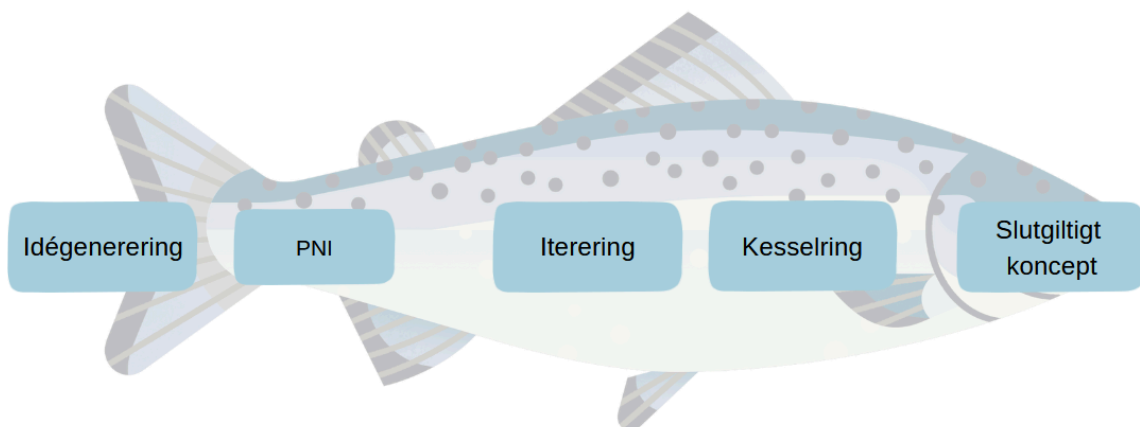 Idégenerering
PNI
Iterering
Kesselring
Slutgiltigt
koncept